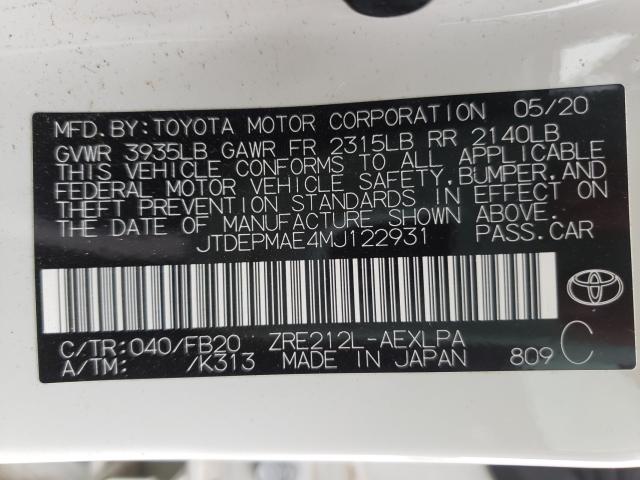 MFD.BY:TOYOTA MOTOR CORPORATION 05/20
GVWR 3935LB GAWR FR 2315LB RR 2140LB
THIS VEHICLE CONFORMS TO ALL APPLICABLE
FEDERAL MOTOR VEHICLE SAFETY,BUMPER,AND
THEFT PREVENTION STANDARDS IN EFFECT ON
THE DATE OF MANUFACTURE SHOWN ABOVE.
JTDEPMAE4MJ122931 PASS.CAR
C/TR:040/FB20 ZRE212L-AEXLPA
A/TM: /K313 MADE IN JAPAN 809 C